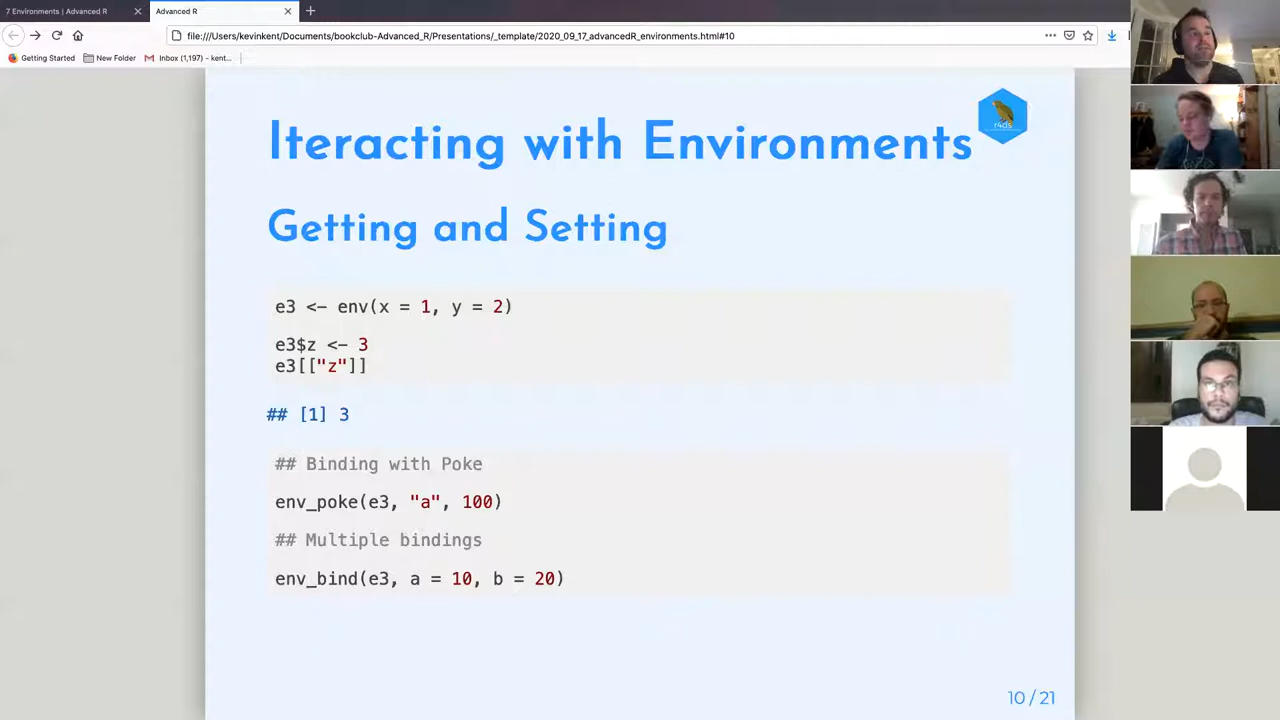 7 Environments | Advanced R
Advanced R
file:///Users/kevinkent/Documents/bookclub-Advanced_R/Presentations/_template/2020_09_17_advancedR_environments.html#10
Getting Started
New Folder
Inbox (1,197) - kent...
Iteracting with Environments
r4ds
Getting and Setting
e3 <- env(x = 1, y = 2)
e3$z <- 3
e3[["z"]]
## [1] 3
## Binding with Poke
env_poke(e3, "a", 100)
## Multiple bindings
env_bind(e3, a = 10, b = 20)
10 / 21